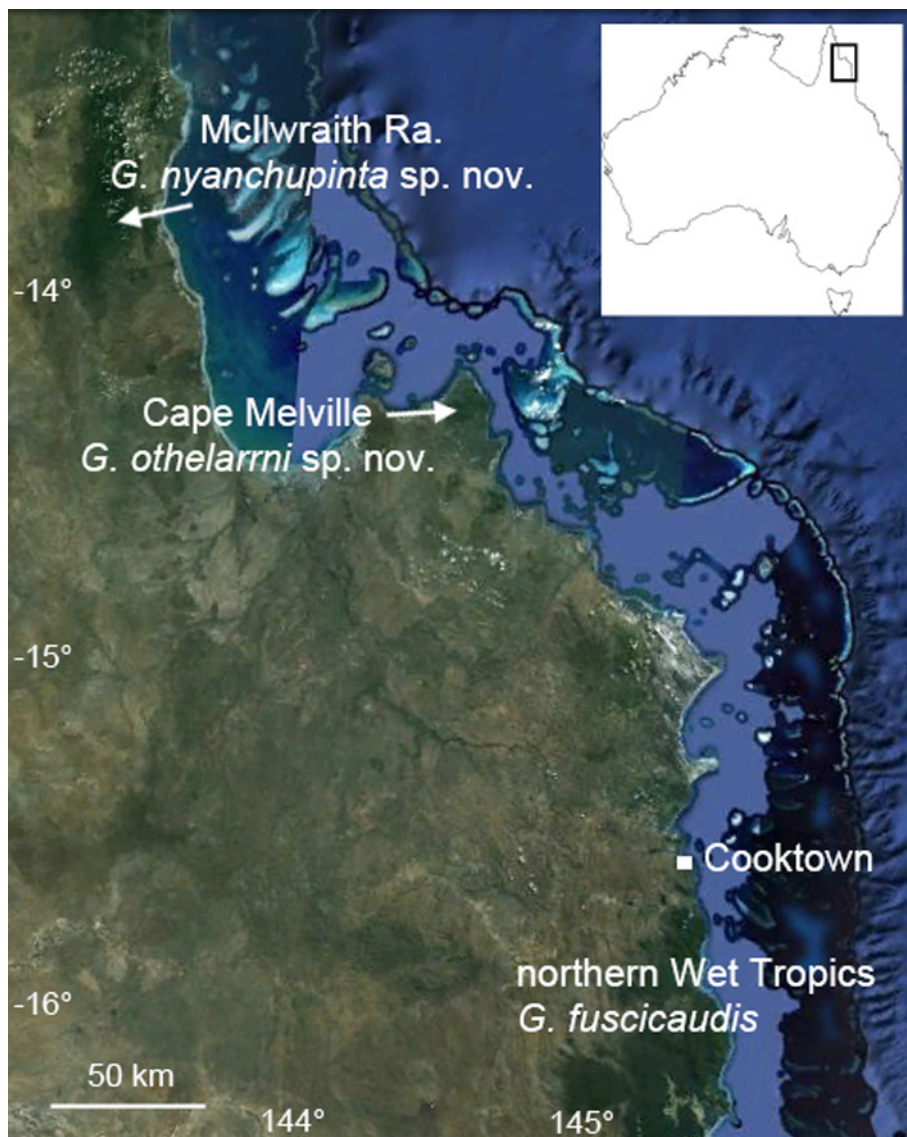 McIlwraith Ra.
G. nyanchupinta sp. nov.
-14°
Cape Melville
G. othelarrni sp. nov.
-15°
Cooktown
northern Wet Tropics
G. fuscicaudis
-16°
50 km
144°
145°